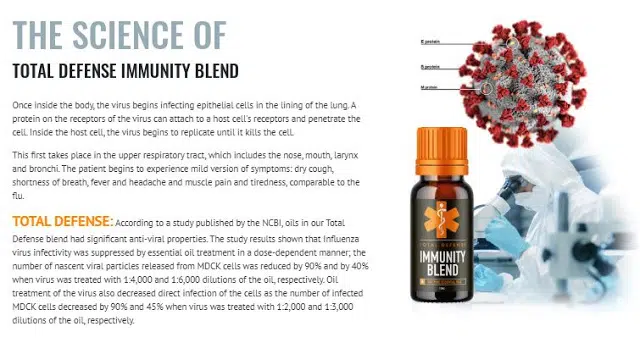 THE SCIENCE OF
TOTAL DEFENSE IMMUNITY BLEND
Once inside the body, the virus begins infecting epithelial cells in the lining of the lung. A
protein on the receptors of the virus can attach to a host cell's receptors and penetrate the
cell. Inside the host cell, the virus begins to replicate until it kills the cell.
This first takes place in the upper respiratory tract, which includes the nose, mouth, larynx
and bronchi. The patient begins to experience mild version of symptoms: dry cough,
shortness of breath, fever and headache and muscle pain and tiredness, comparable to the
flu.
TOTAL DEFENSE: According to a study published by the NCBI, oils in our Total
Defense blend had significant anti-viral properties. The study results shown that Influenza
virus infectivity was suppressed by essential oil treatment in a dose-dependent manner; the
number of nascent viral particles released from MDCK cells was reduced by 90% and by 40%
when virus was treated with 1:4,000 and 1:6,000 dilutions of the oil, respectively. Oil
treatment of the virus also decreased direct infection of the cells as the number of infected
MDCK cells decreased by 90% and 45% when virus was treated with 1:2,000 and 1:3,000
dilutions of the oil, respectively.
E protein
S protein
M protein
TOTAL DEFENSE
IMMUNITY
BLEND